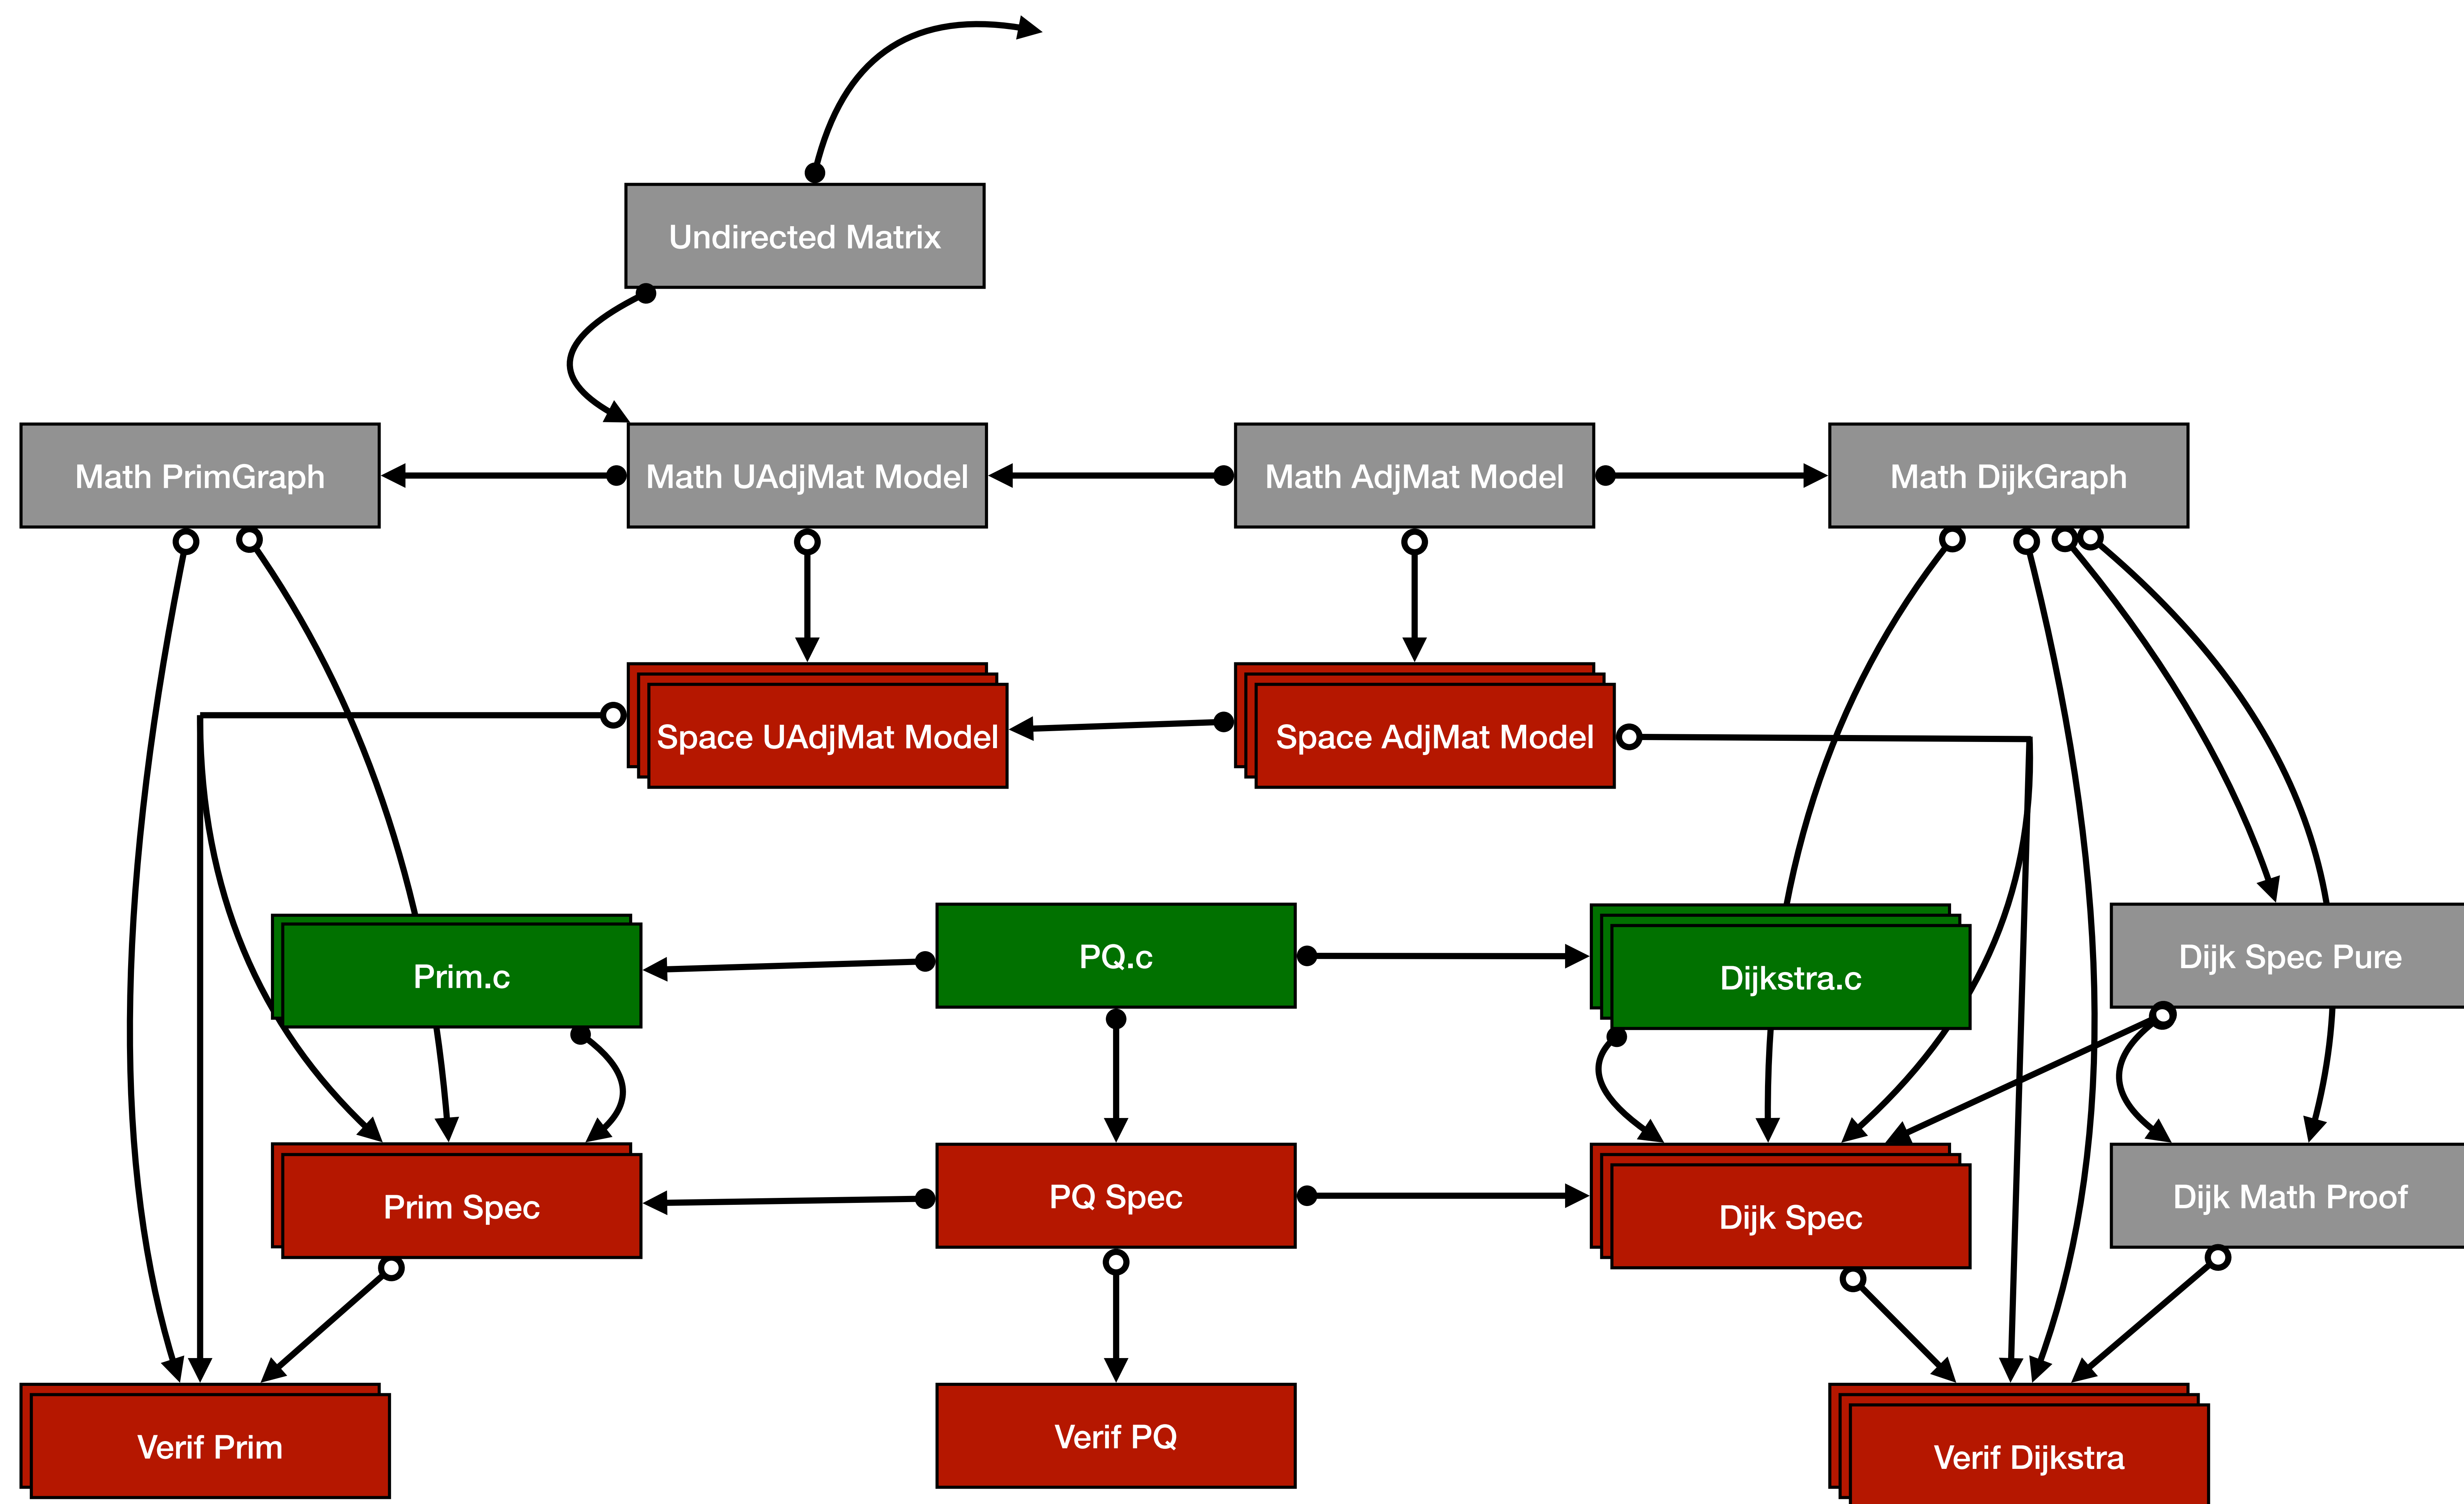 Undirected Matrix
Math PrimGraph
Math UAdjMat Model
Math AdjMat Model
Math DijkGraph
Space UAdjMat Model
Space AdjMat Model
Prim.c
PQ.c
Dijkstra.c
Dijk Spec Pure
Prim Spec
PQ Spec
Dijk Spec
Dijk Math Proof
Verif Prim
Verif PQ
Verif Dijkstra